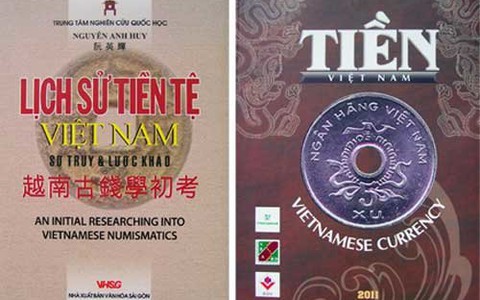 TRUNG TÂM NGHIÊN CỨU QUỐC HỌC
NGUYỄN ANH HUY
阮英輝
LỊCH SỬ TIỀN TỆ
VIỆT NAM
SƠ TRUY & LƯỢC KHẢO
越南古錢學初考
AN INITIAL RESEARCHING INTO
VIETNAMESE NUMISMATICS
VHSG
NHÀ XUẤT BẢN VĂN HÓA SÀI GÒN
TIỀN
VIỆT NAM
NGÂN HÀNG VIỆT NAM
5
XU
VIETNAMESE CURRENCY
2011